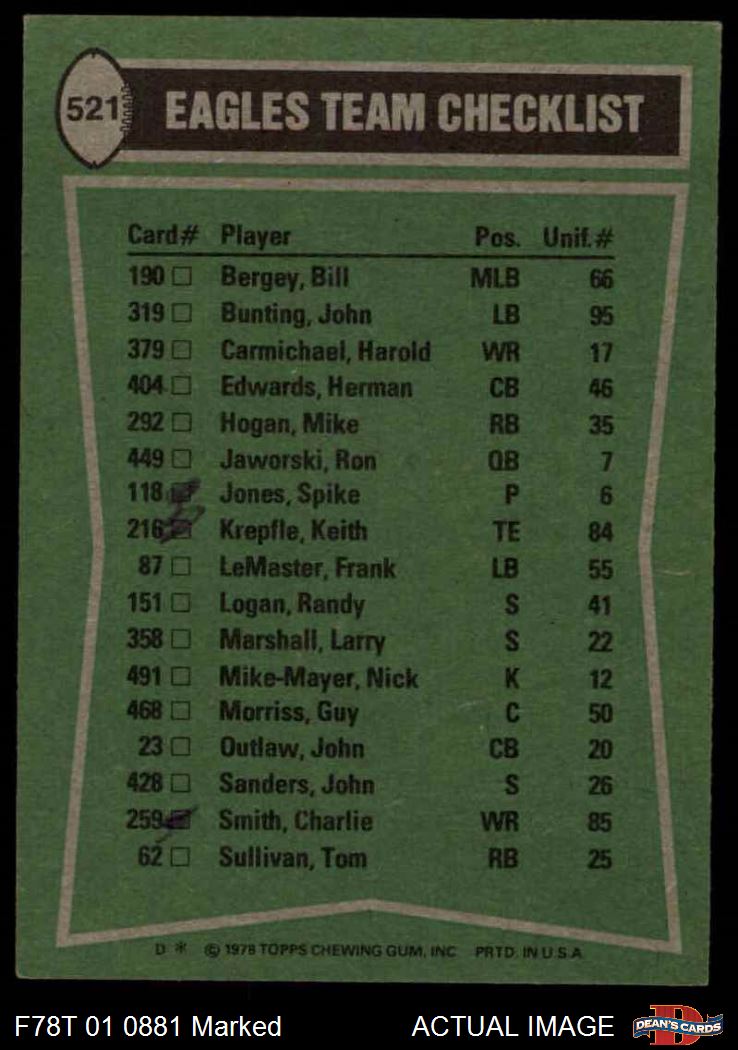 521 EAGLES TEAM CHECKLIST
Card# Player Pos. Unif.#
190 Bergey, Bill MLB 66
319 Bunting, John LB 95
379 Carmichael, Harold WR 17
404 Edwards, Herman CB 46
292 Hogan, Mike RB 35
449 Jaworski, Ron QB 7
118 Jones, Spike P 6
216 Krepfle, Keith TE 84
87 LeMaster, Frank LB 55
151 Logan, Randy S 41
358 Marshall, Larry S 22
491 Mike-Mayer, Nick K 12
468 Morriss, Guy C 50
23 Outlaw, John CB 20
428 Sanders, John S 26
259 Smith, Charlie WR 85
62 Sullivan, Tom RB 25
D * © 1978 TOPPS CHEWING GUM, INC PRTD. IN U.S.A.
F78T 01 0881 Marked ACTUAL IMAGE DEAN'S CARDS